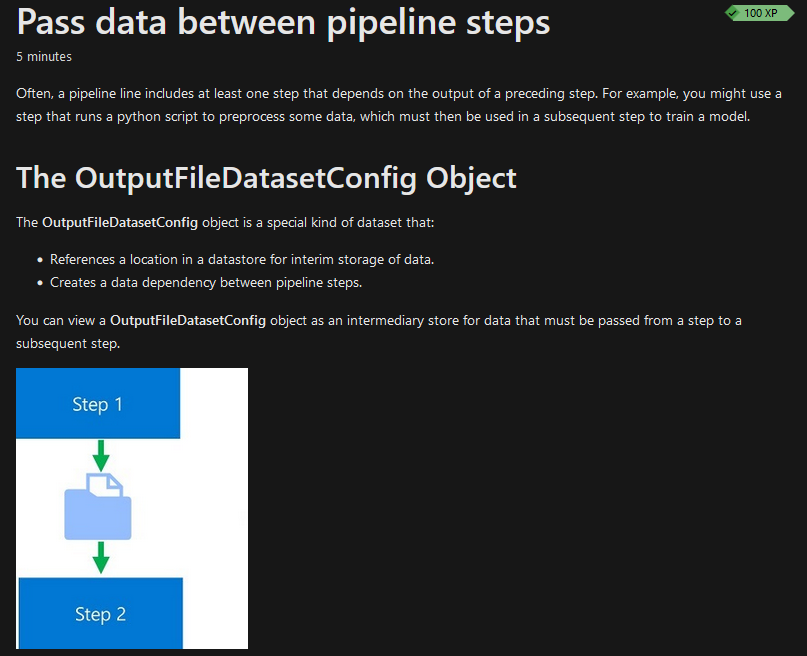 Pass data between pipeline steps
100 XP
5 minutes
Often, a pipeline line includes at least one step that depends on the output of a preceding step. For example, you might use a
step that runs a python script to preprocess some data, which must then be used in a subsequent step to train a model.
The OutputFileDatasetConfig Object
The OutputFileDatasetConfig object is a special kind of dataset that:
• References a location in a datastore for interim storage of data.
• Creates a data dependency between pipeline steps.
You can view a OutputFileDatasetConfig object as an intermediary store for data that must be passed from a step to a
subsequent step.
Step 1
Step 2